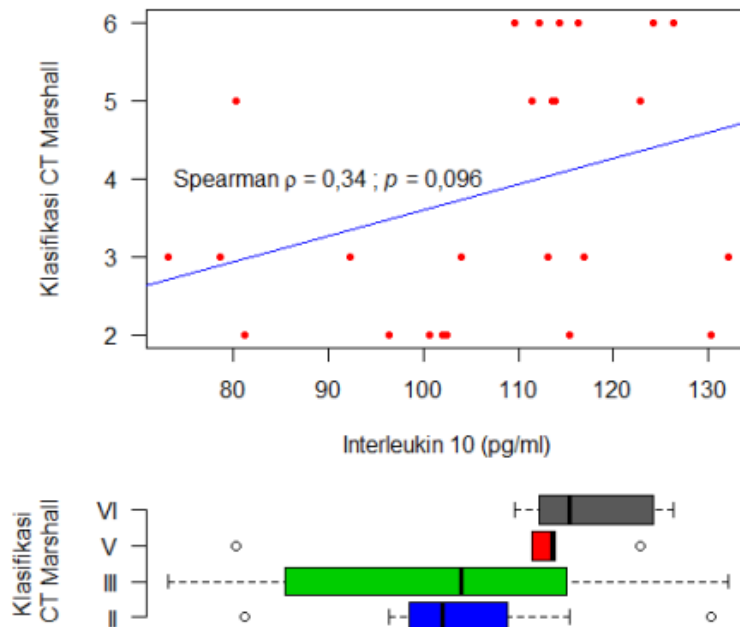 Klasifikasi CT Marshall
6
5
4
3
2
Spearman ρ = 0,34 ; p = 0,096
80 90 100 110 120 130
Interleukin 10 (pg/ml)
Klasifikasi
CT Marshall
VI
V
III
II